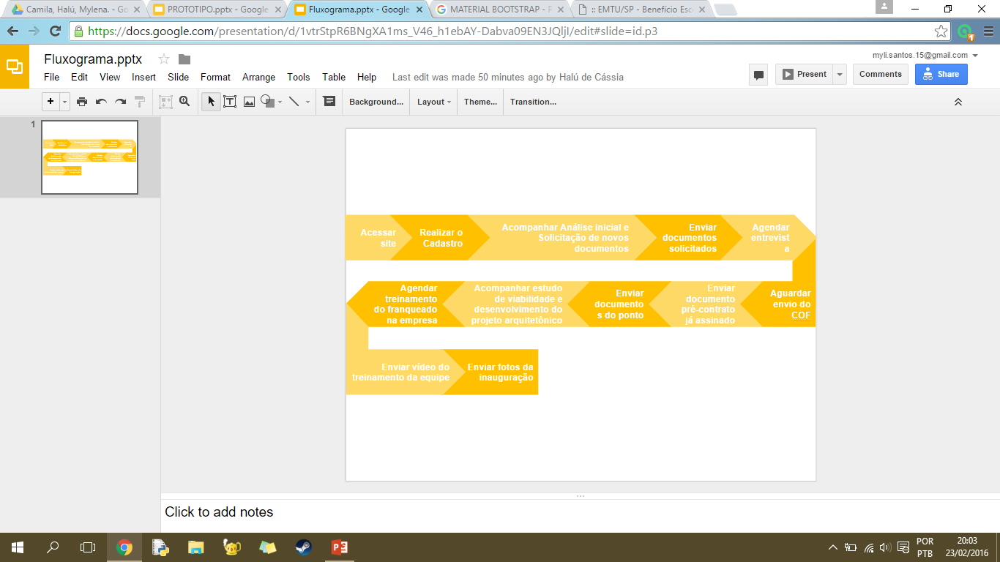 Camila, Halú, Mylena. - Go
PROTOTIPO.pptx - Google
Fluxograma.pptx - Google
MATERIAL BOOTSTRAP - P
:: EMTU/SP - Benefício Esc
https://docs.google.com/presentation/d/1vtrStpR6BNgXA1ms_V46_h1ebAY-Dabva09EN3JQljI/edit#slide=id.p3
1
Fluxograma.pptx
myli.santos.15@gmail.com
File Edit View Insert Slide Format Arrange Tools Table Help Last edit was made 50 minutes ago by Halú de Cássia
Present
Comments
Share
Background...
Layout
Theme...
Transition...
1
Acessar
site
Realizar o
Cadastro
Acompanhar Análise inicial e
Solicitação de novos
documentos
Enviar
documentos
solicitados
Agendar
entrevist
a
Aguardar
envio do
COF
Enviar
documento
pré-contrato
já assinado
Enviar
documento
s do ponto
Acompanhar estudo
de viabilidade e
desenvolvimento do
projeto arquitetônico
Agendar
treinamento
do franqueado
na empresa
Enviar vídeo do
treinamento da equipe
Enviar fotos da
inauguração
Click to add notes
POR
PTB
20:03
23/02/2016